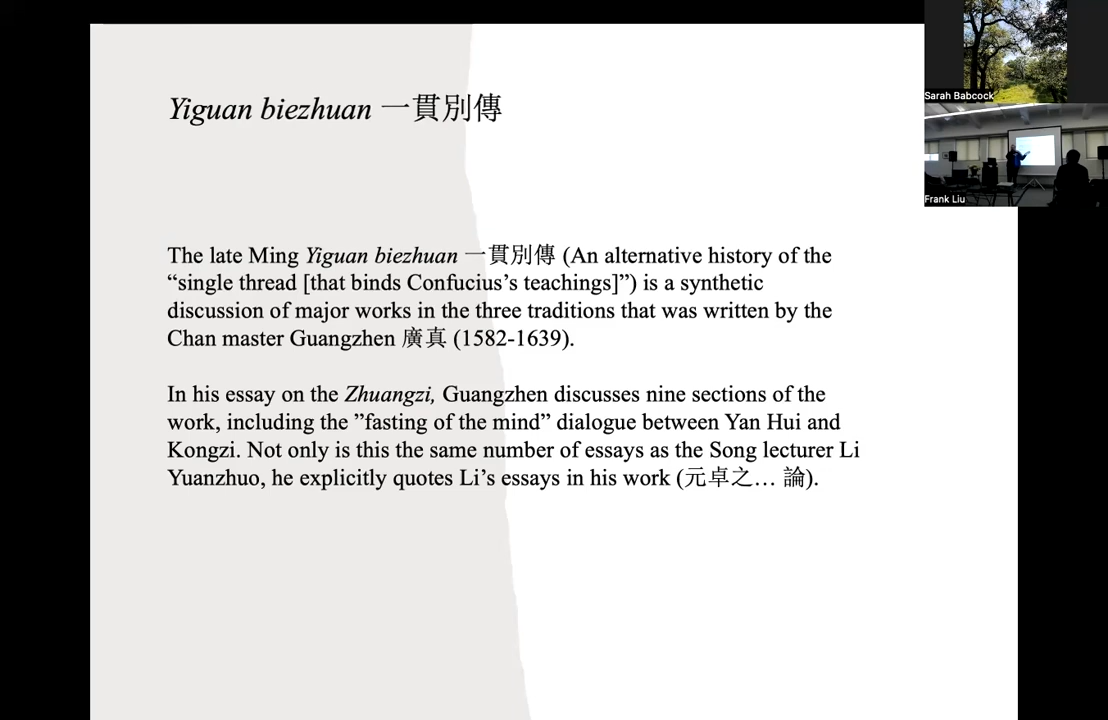 Yiguan biezhuan 一貫別傳
Sarah Babcock
Frank Liu
The late Ming Yiguan biezhuan 一貫別傳 (An alternative history of the
“single thread [that binds Confucius’s teachings]”) is a synthetic
discussion of major works in the three traditions that was written by the
Chan master Guangzhen 廣真 (1582-1639).
In his essay on the Zhuangzi, Guangzhen discusses nine sections of the
work, including the ”fasting of the mind” dialogue between Yan Hui and
Kongzi. Not only is this the same number of essays as the Song lecturer Li
Yuanzhuo, he explicitly quotes Li’s essays in his work (元卓之… 論).